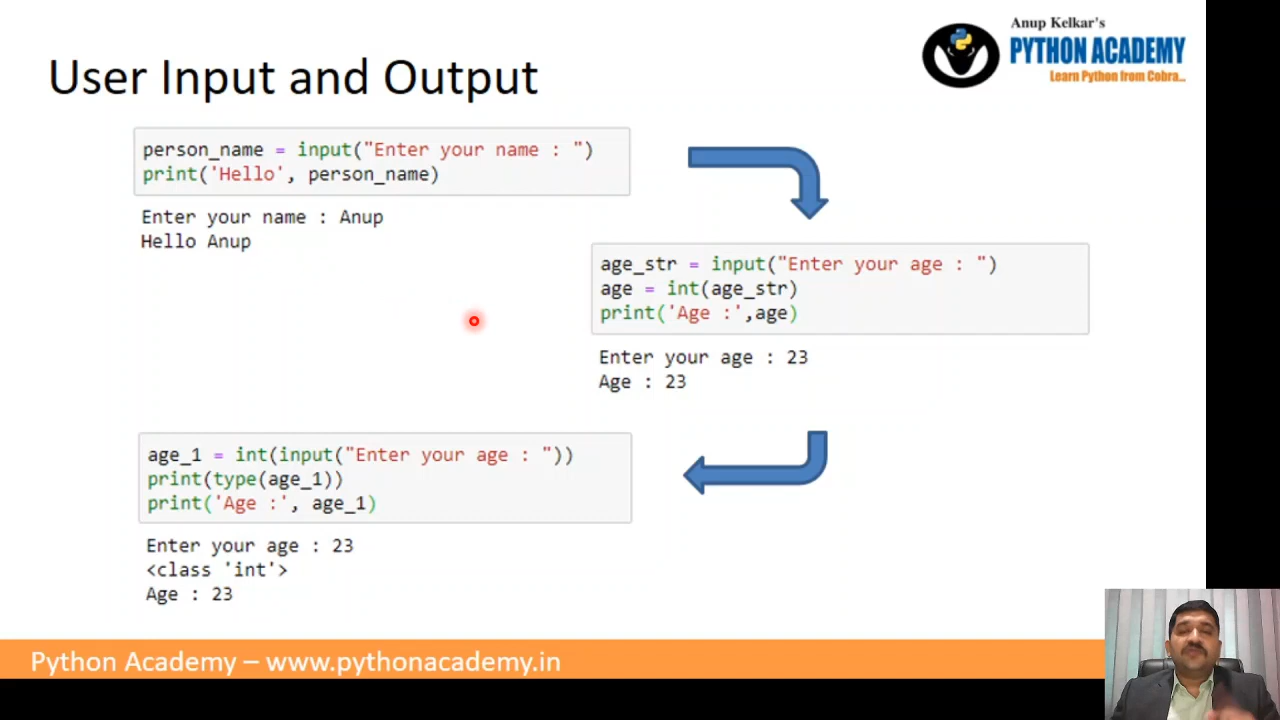 Anup Kelkar's
PYTHON ACADEMY
Learn Python from Cobra...
User Input and Output
person_name = input("Enter your name : ")
print('Hello', person_name)
Enter your name : Anup
Hello Anup
age_str = input("Enter your age : ")
age = int(age_str)
print('Age :',age)
Enter your age : 23
Age : 23
age_1 = int(input("Enter your age : "))
print(type(age_1))
print('Age :', age_1)
Enter your age : 23
<class 'int'>
Age : 23
Python Academy – www.pythonacademy.in